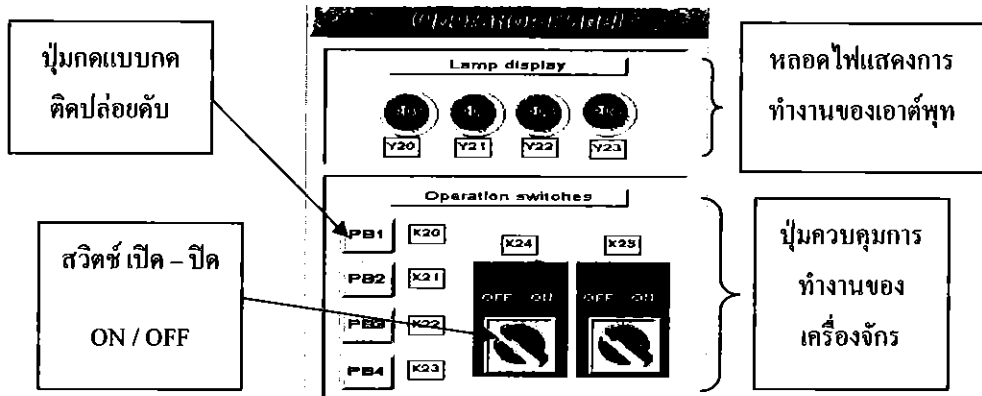 ปุ่มกดแบบกด
ติดปล่อยดับ
สวิตช์ เปิด – ปิด
ON / OFF
Lamp display
Y20 Y21 Y22 Y23
Operation switches
PB1 X20
PB2 X21
PB3 X22
PB4 X23
X24 X25
OFF ON OFF ON
หลอดไฟแสดงการ
ทำงานของเอาต์พุท
ปุ่มควบคุมการ
ทำงานของ
เครื่องจักร